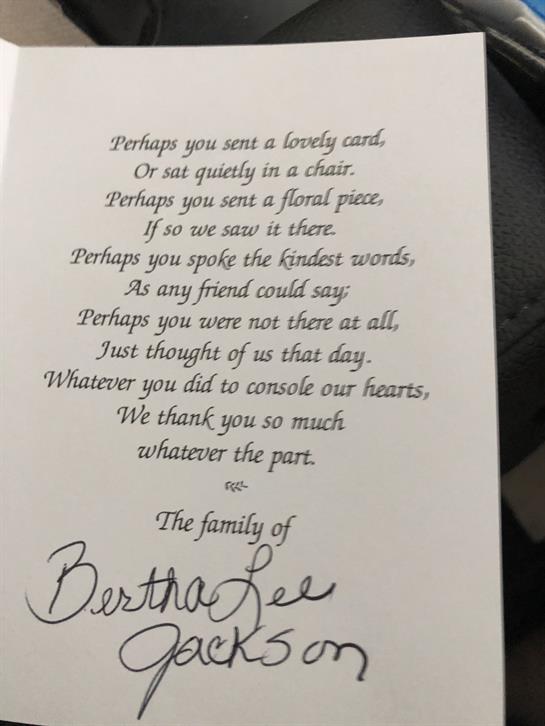 Perhaps you sent a lovely card,
Or sat quietly in a chair.
Perhaps you sent a floral piece,
If so we saw it there.
Perhaps you spoke the kindest words,
As any friend could say;
Perhaps you were not there at all,
Just thought of us that day.
Whatever you did to console our hearts,
We thank you so much
whatever the part.
The family of
Bertha Lee
Jackson